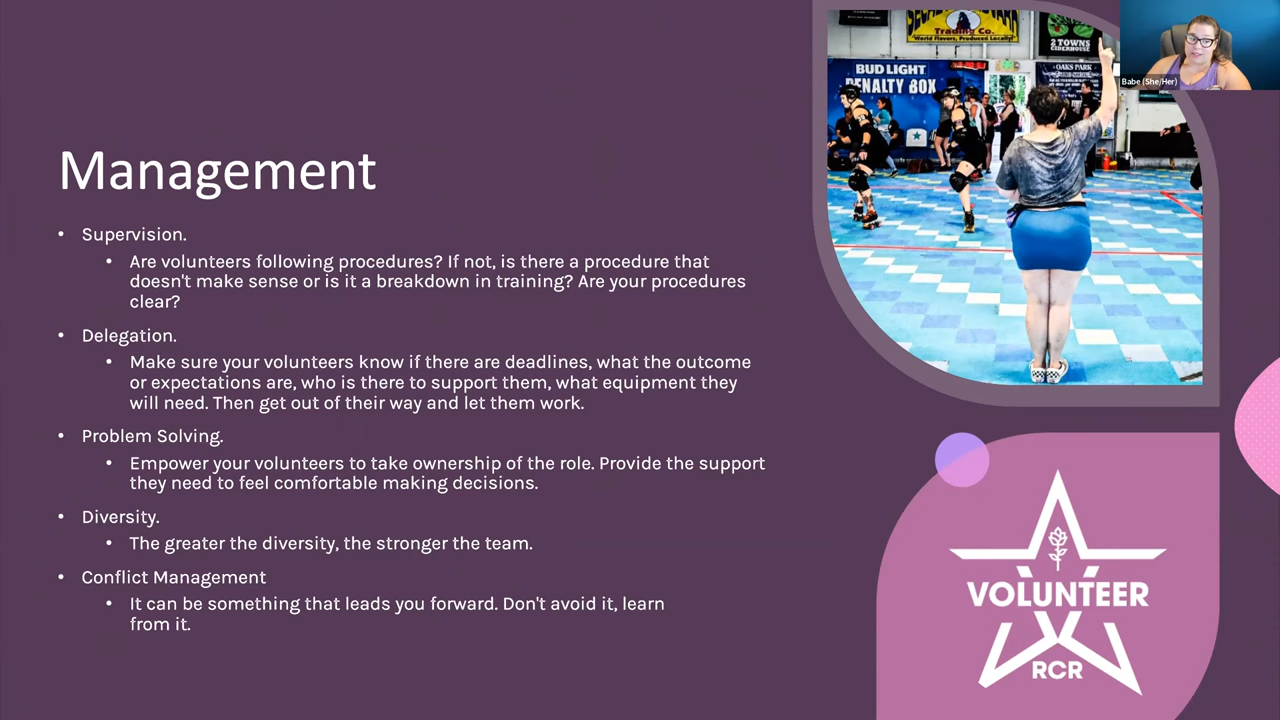 Management
• Supervision.
• Are volunteers following procedures? If not, is there a procedure that
doesn't make sense or is it a breakdown in training? Are your procedures
clear?
• Delegation.
• Make sure your volunteers know if there are deadlines, what the outcome
or expectations are, who is there to support them, what equipment they
will need. Then get out of their way and let them work.
• Problem Solving.
• Empower your volunteers to take ownership of the role. Provide the support
they need to feel comfortable making decisions.
• Diversity.
• The greater the diversity, the stronger the team.
• Conflict Management
• It can be something that leads you forward. Don't avoid it, learn
from it.
Trading Co.
World Flavors, Produced Locally!
2 TOWNS
CIDERHOUSE
BUD LIGHT
PENALTY BOX
OAKS PARK
Babe (She/Her)
VOLUNTEER
RCR